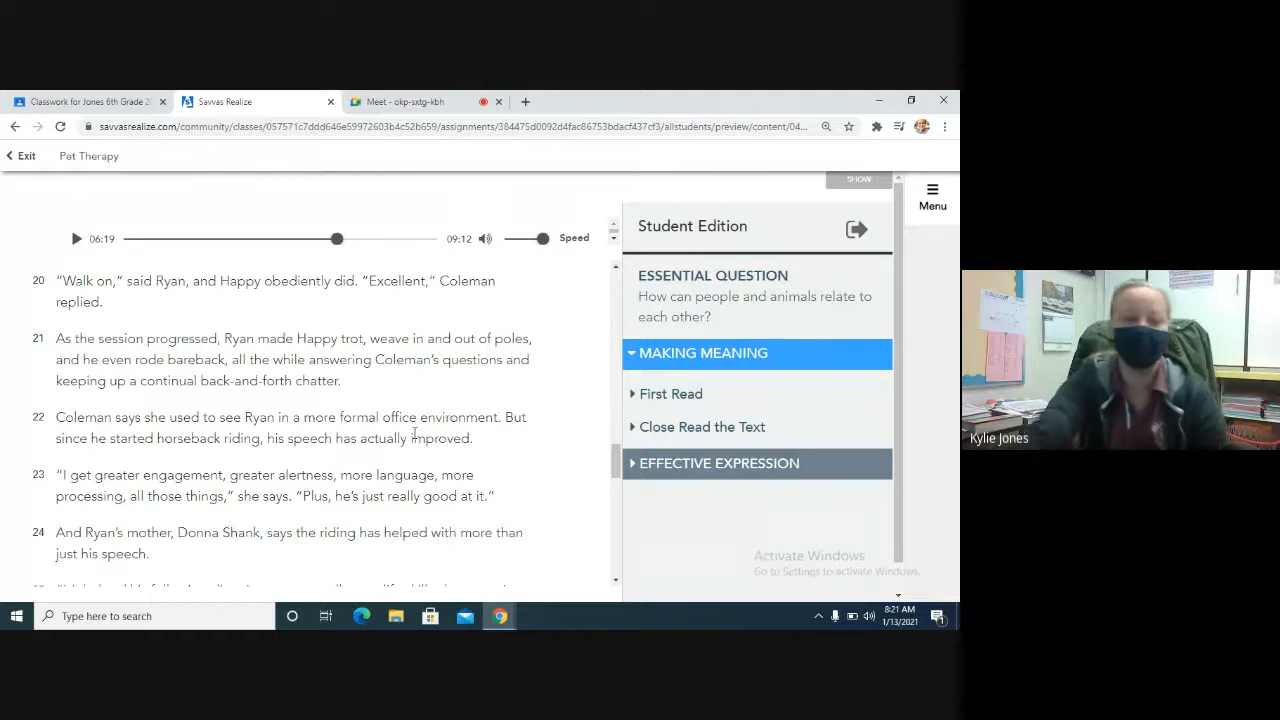 Classwork for Jones 6th Grade 2
Savvas Realize
Meet - okp-sxtg-kbh
savvasrealize.com/community/classes/057571c7ddd646e59972603b4c52b659/assignments/384475d0092d4fac86753bdacf437cf3/allstudents/preview/content/04...
Exit
Pet Therapy
SHOW
Menu
06:19
09:12
Speed
20 “Walk on,” said Ryan, and Happy obediently did. “Excellent,” Coleman
replied.
21 As the session progressed, Ryan made Happy trot, weave in and out of poles,
and he even rode bareback, all the while answering Coleman’s questions and
keeping up a continual back-and-forth chatter.
22 Coleman says she used to see Ryan in a more formal office environment. But
since he started horseback riding, his speech has actually improved.
23 “I get greater engagement, greater alertness, more language, more
processing, all those things,” she says. “Plus, he’s just really good at it.”
24 And Ryan’s mother, Donna Shank, says the riding has helped with more than
just his speech.
Student Edition
ESSENTIAL QUESTION
How can people and animals relate to
each other?
MAKING MEANING
First Read
Close Read the Text
EFFECTIVE EXPRESSION
Activate Windows
Go to Settings to activate Windows.
Kylie Jones
Type here to search
8:21 AM
1/13/2021
1